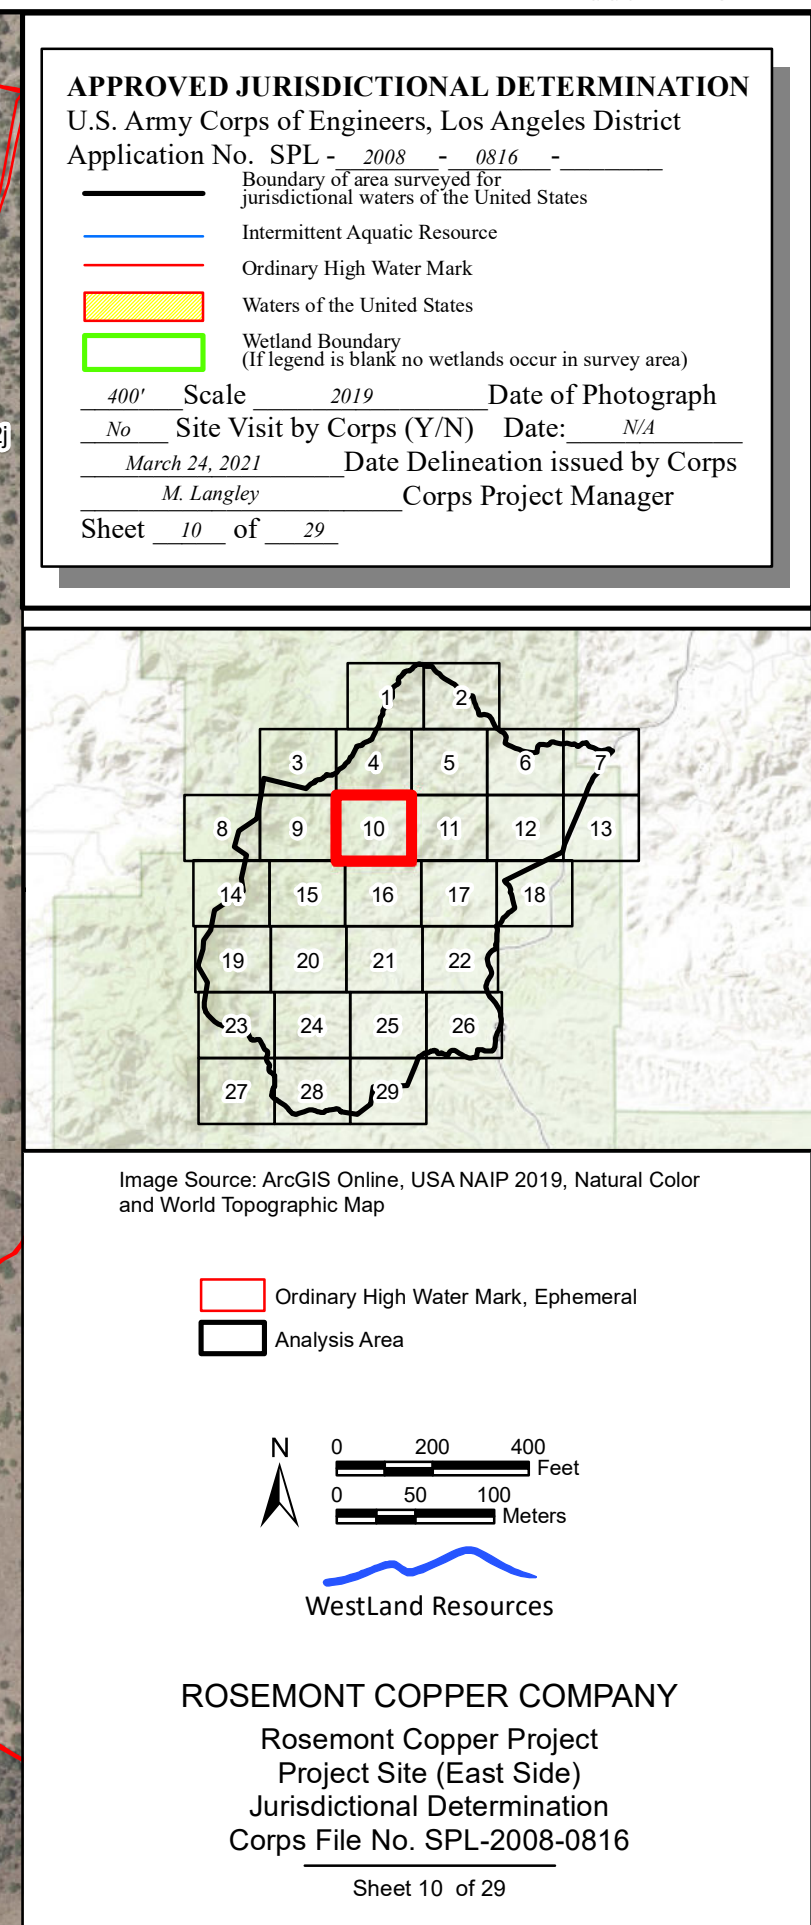 APPROVED JURISDICTIONAL DETERMINATION
U.S. Army Corps of Engineers, Los Angeles District
Application No. SPL - 2008 - 0816 -
Boundary of area surveyed for
jurisdictional waters of the United States
Intermittent Aquatic Resource
Ordinary High Water Mark
Waters of the United States
Wetland Boundary
(If legend is blank no wetlands occur in survey area)
400' Scale 2019 Date of Photograph
No Site Visit by Corps (Y/N) Date: N/A
March 24, 2021 Date Delineation issued by Corps
M. Langley Corps Project Manager
Sheet 10 of 29
1 2
3 4 5 6 7
8 9 10 11 12 13
14 15 16 17 18
19 20 21 22
23 24 25 26
27 28 29
Image Source: ArcGIS Online, USA NAIP 2019, Natural Color
and World Topographic Map
Ordinary High Water Mark, Ephemeral
Analysis Area
N
0 200 400
Feet
0 50 100
Meters
WestLand Resources
ROSEMONT COPPER COMPANY
Rosemont Copper Project
Project Site (East Side)
Jurisdictional Determination
Corps File No. SPL-2008-0816
Sheet 10 of 29